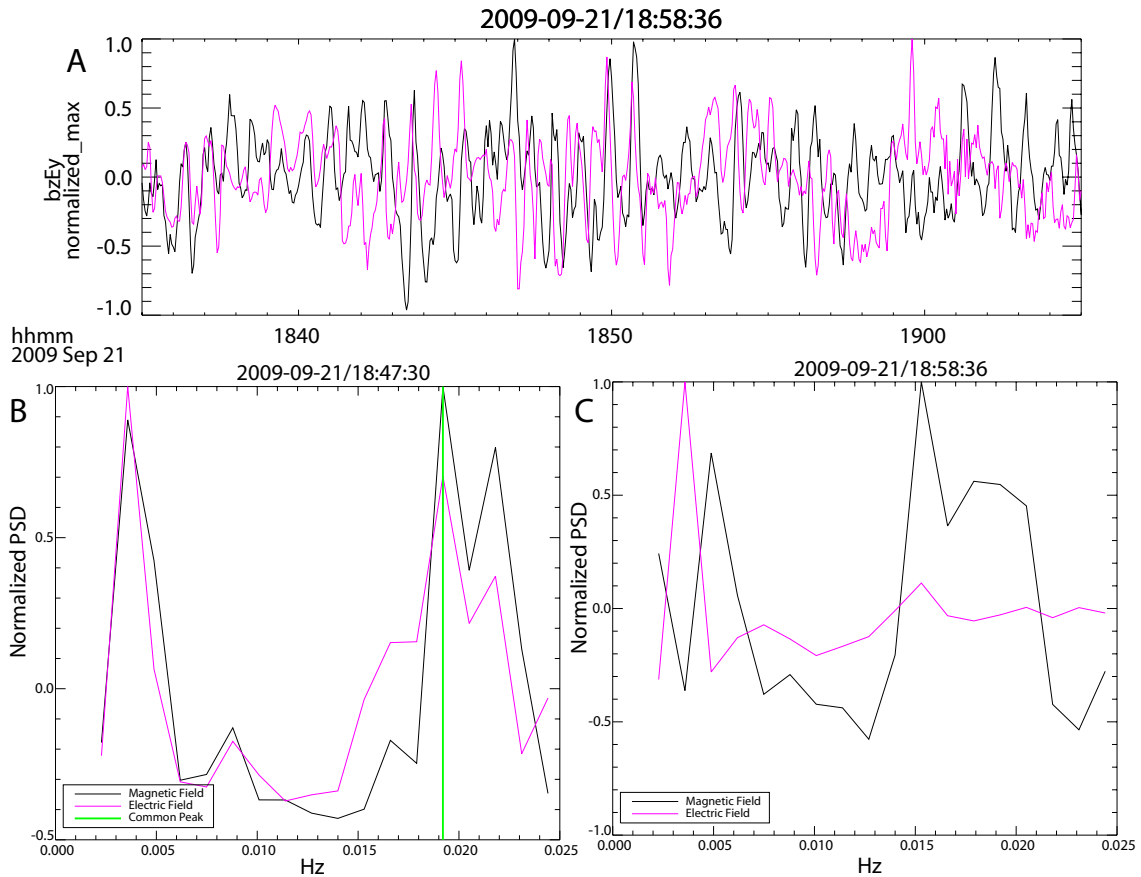 2009-09-21/18:58:36
A
bzEy
normalized_max
1.0
0.5
0.0
-0.5
-1.0
hhmm
2009 Sep 21
1840
1850
1900
2009-09-21/18:47:30
B
Normalized PSD
1.0
0.5
0.0
-0.5
Magnetic Field
Electric Field
Common Peak
0.000
0.005
0.010
0.015
0.020
0.025
Hz
2009-09-21/18:58:36
C
Normalized PSD
1.0
0.5
0.0
-0.5
-1.0
Magnetic Field
Electric Field
0.000
0.005
0.010
0.015
0.020
0.025
Hz